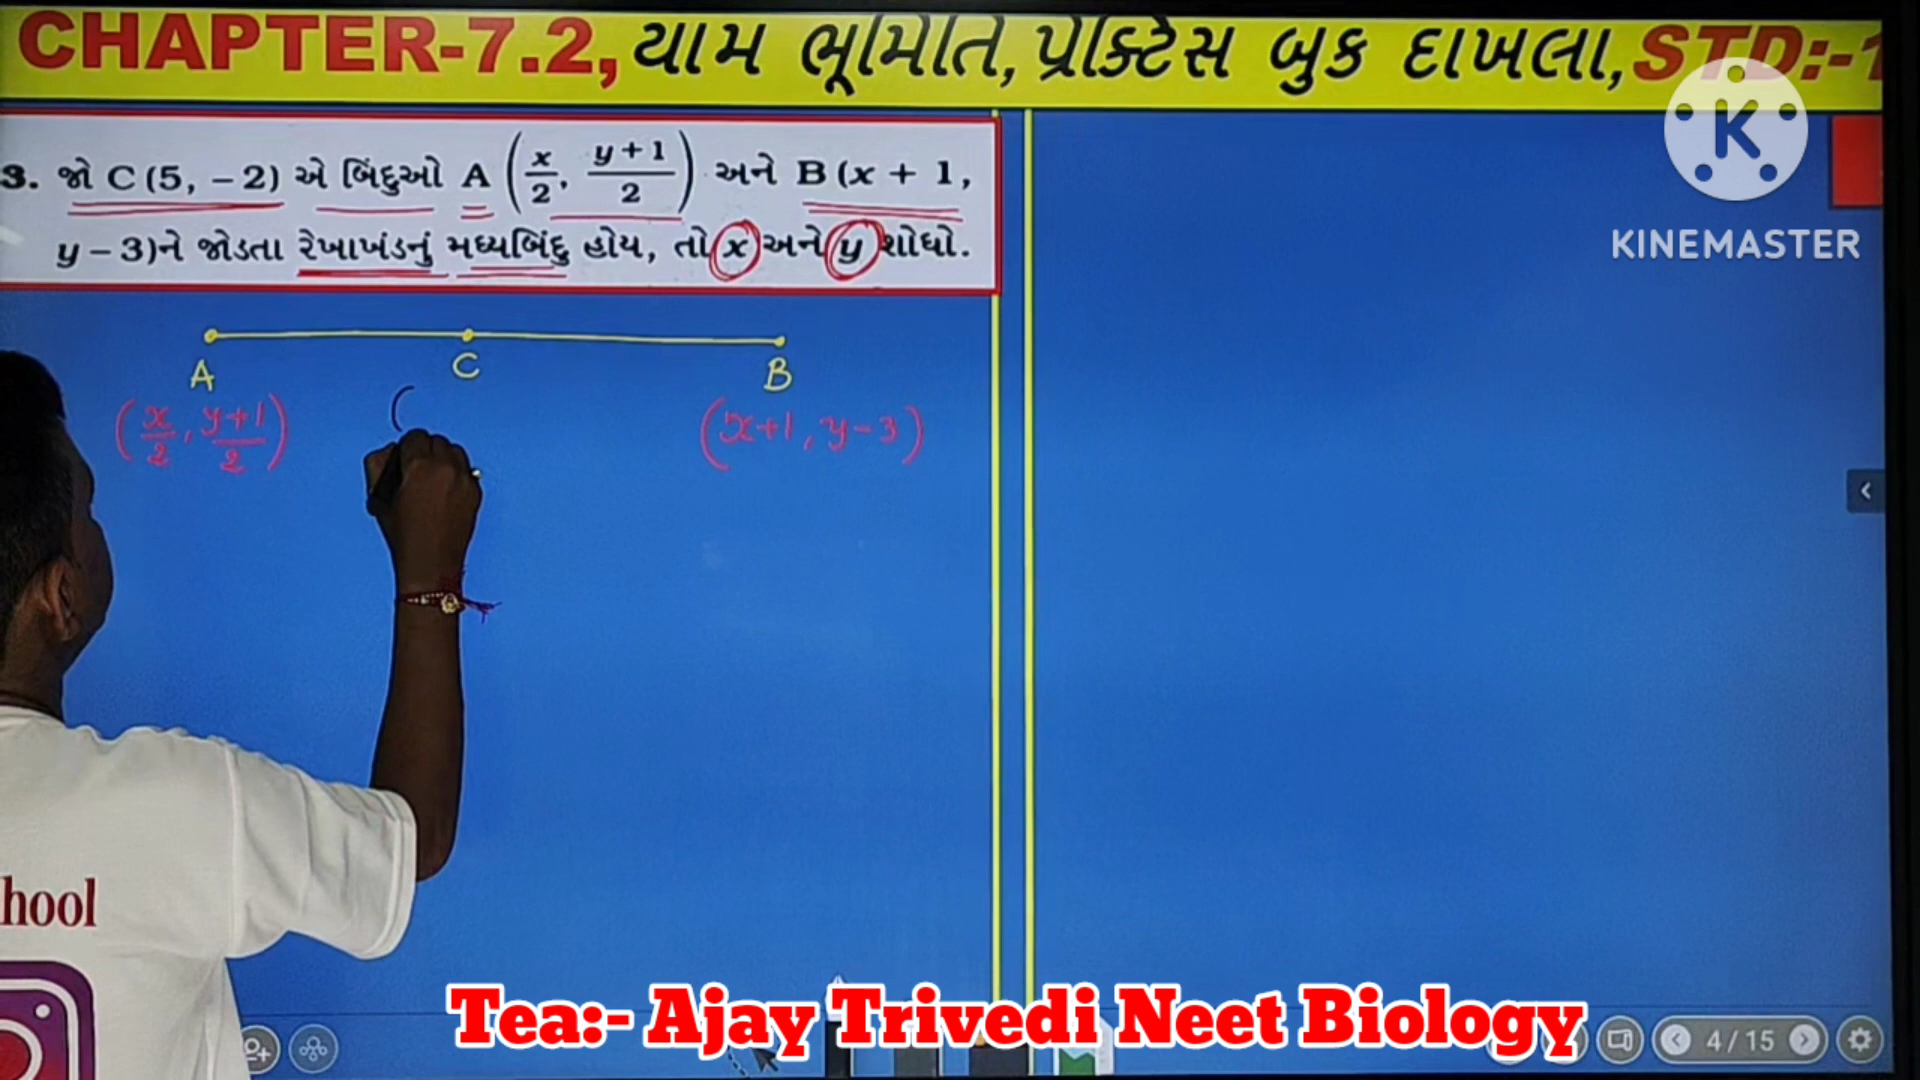 CHAPTER-7.2, યામ ભૂમિતિ, પ્રેક્ટિસ બુક દાખલા, STD:-1
KINEMASTER
3. જો C (5, – 2) એ બિંદુઓ A (x/2, y + 1/2) અને B (x + 1,
y – 3)ને જોડતા રેખાખંડનું મધ્યબિંદુ હોય, તો x અને y શોધો.
A C B
(x/2, y+1/2) ( (x+1, y-3)
hool
Tea:- Ajay Trivedi Neet Biology
4 / 15